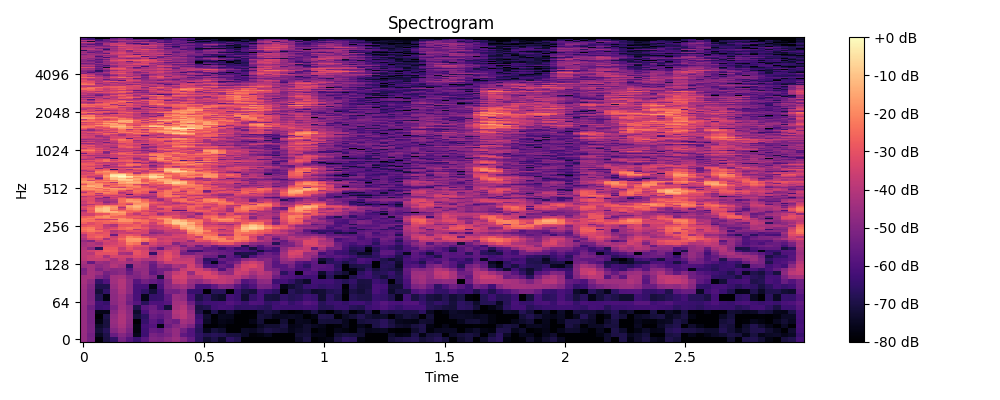 Spectrogram
Hz
4096
2048
1024
512
256
128
64
0
0
0.5
1
1.5
2
2.5
Time
+0 dB
-10 dB
-20 dB
-30 dB
-40 dB
-50 dB
-60 dB
-70 dB
-80 dB